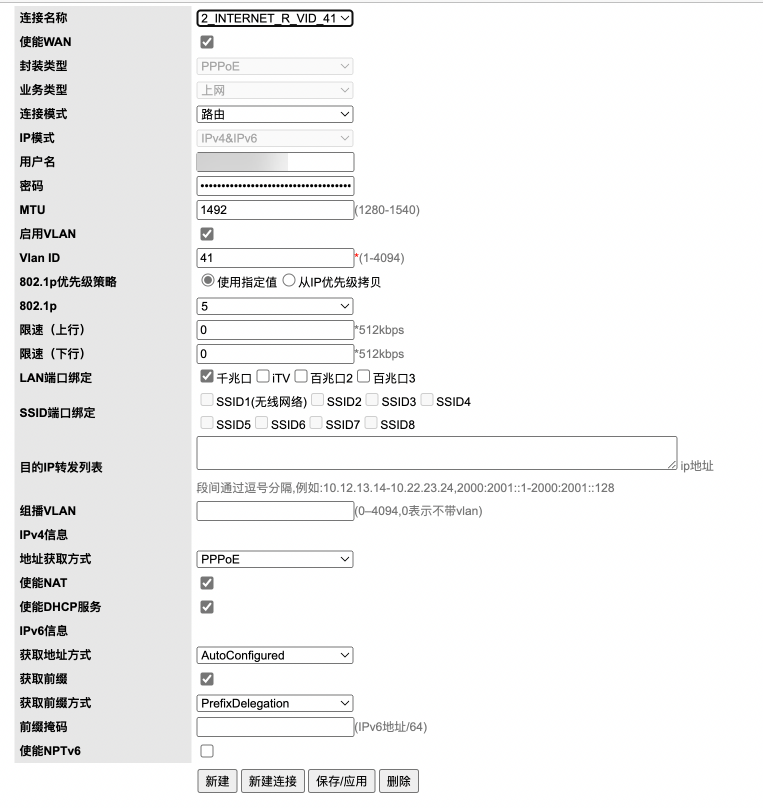 连接名称 2_INTERNET_R_VID_41
使能WAN
封装类型 PPPoE
业务类型 上网
连接模式 路由
IP模式 IPv4&IPv6
用户名
密码 ••••••••••••••••••••••••••••••••••••
MTU 1492 (1280-1540)
启用VLAN
Vlan ID 41 *(1-4094)
802.1p优先级策略 使用指定值 从IP优先级拷贝
802.1p 5
限速（上行） 0 *512kbps
限速（下行） 0 *512kbps
LAN端口绑定 千兆口 iTV 百兆口2 百兆口3
SSID端口绑定 SSID1(无线网络) SSID2 SSID3 SSID4
SSID5 SSID6 SSID7 SSID8
目的IP转发列表 ip地址
段间通过逗号分隔,例如:10.12.13.14-10.22.23.24,2000:2001::1-2000:2001::128
组播VLAN (0–4094,0表示不带vlan)
IPv4信息
地址获取方式 PPPoE
使能NAT
使能DHCP服务
IPv6信息
获取地址方式 AutoConfigured
获取前缀
获取前缀方式 PrefixDelegation
前缀掩码 (IPv6地址/64)
使能NPTv6
新建 新建连接 保存/应用 删除